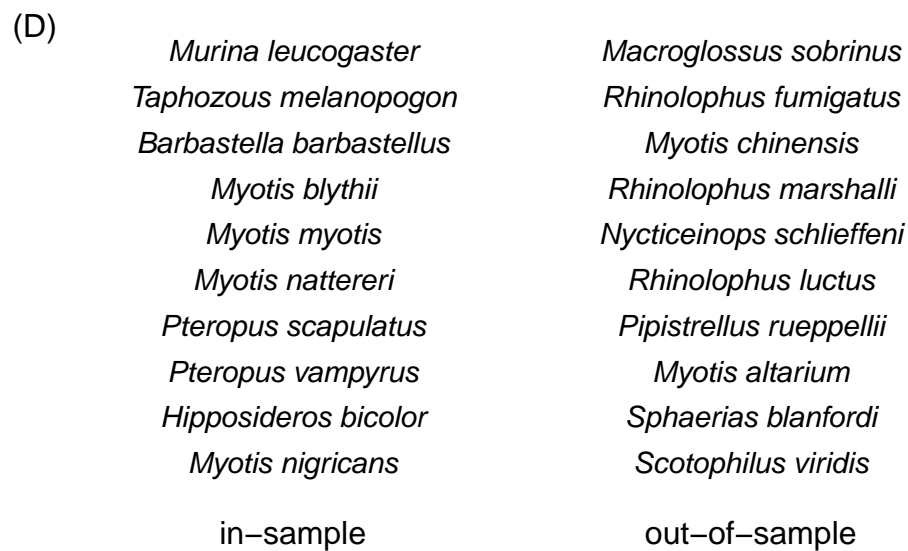 (D)
Murina leucogaster Macroglossus sobrinus
Taphozous melanopogon Rhinolophus fumigatus
Barbastella barbastellus Myotis chinensis
Myotis blythii Rhinolophus marshalli
Myotis myotis Nycticeinops schlieffeni
Myotis nattereri Rhinolophus luctus
Pteropus scapulatus Pipistrellus rueppellii
Pteropus vampyrus Myotis altarium
Hipposideros bicolor Sphaerias blanfordi
Myotis nigricans Scotophilus viridis
in−sample out−of−sample